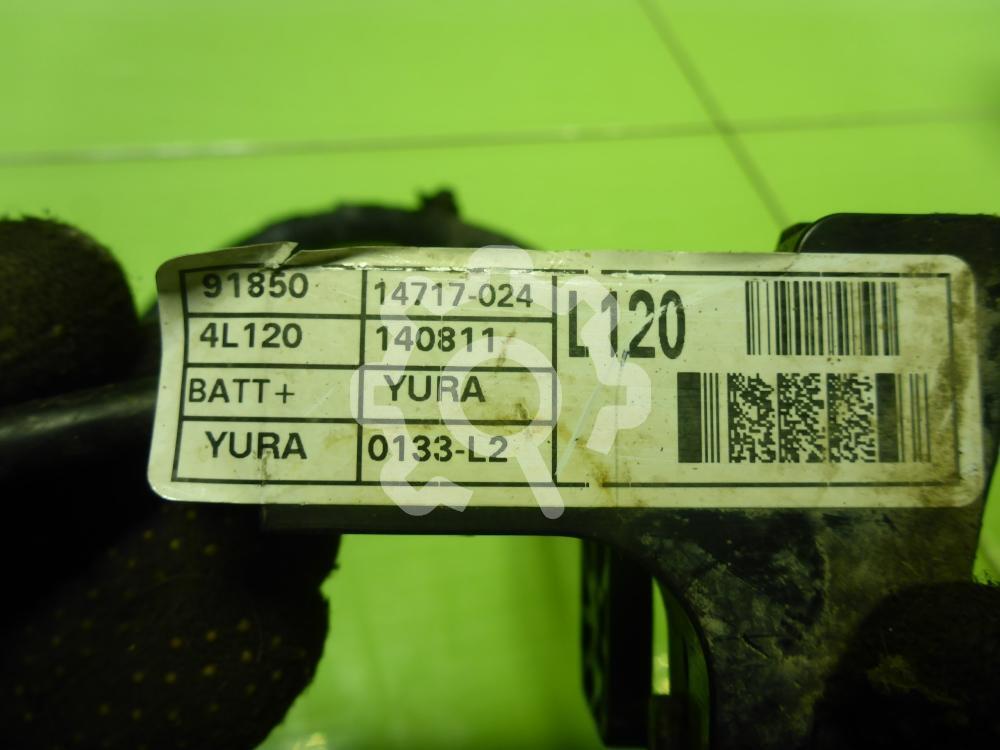 91850 14717-024 L120
4L120 140811
BATT+ YURA
YURA 0133-L2